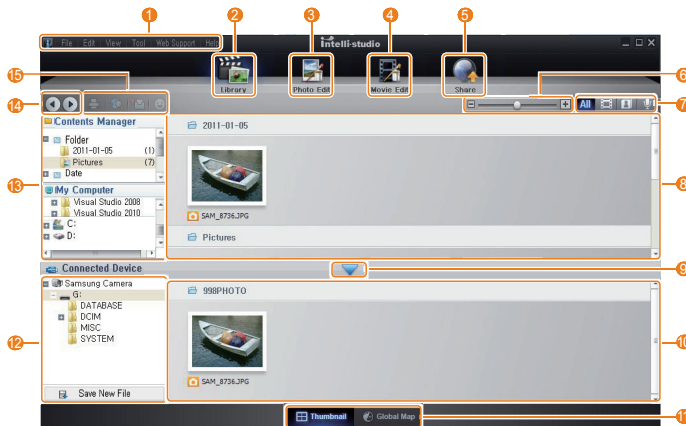 1 2 3 4 5
File Edit View Tool Web Support Help
intelli-studio
Library Photo Edit Movie Edit Share
15 6
14 All 7
Contents Manager
2011-01-05
Folder
2011-01-05 (1)
Pictures (7)
Date
13
My Computer
Visual Studio 2008
Visual Studio 2010
C:
D:
8
SAM_8736.JPG
Pictures
Connected Device
9
Samsung Camera
G:
DATABASE
DCIM
MISC
SYSTEM
12
998PHOTO
10
SAM_8736.JPG
Save New File
Thumbnail Global Map
11